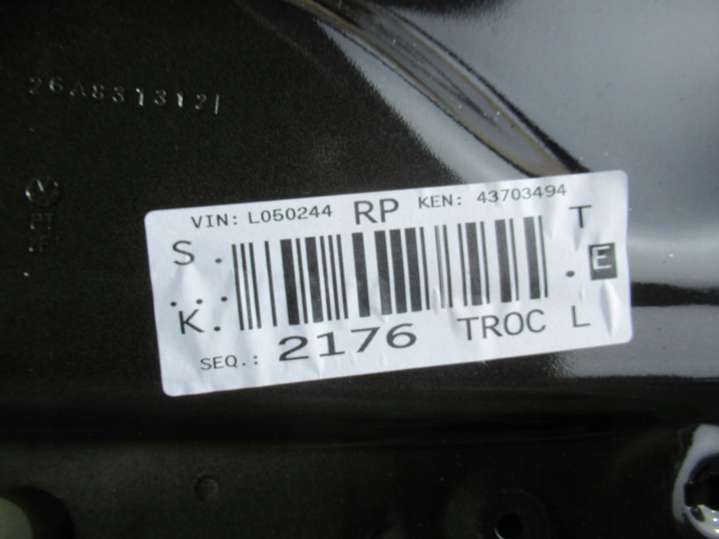 26A831312
VIN: L050244 RP KEN: 43703494
S . T
... . E
K. L
SEQ.: 2176 TROC